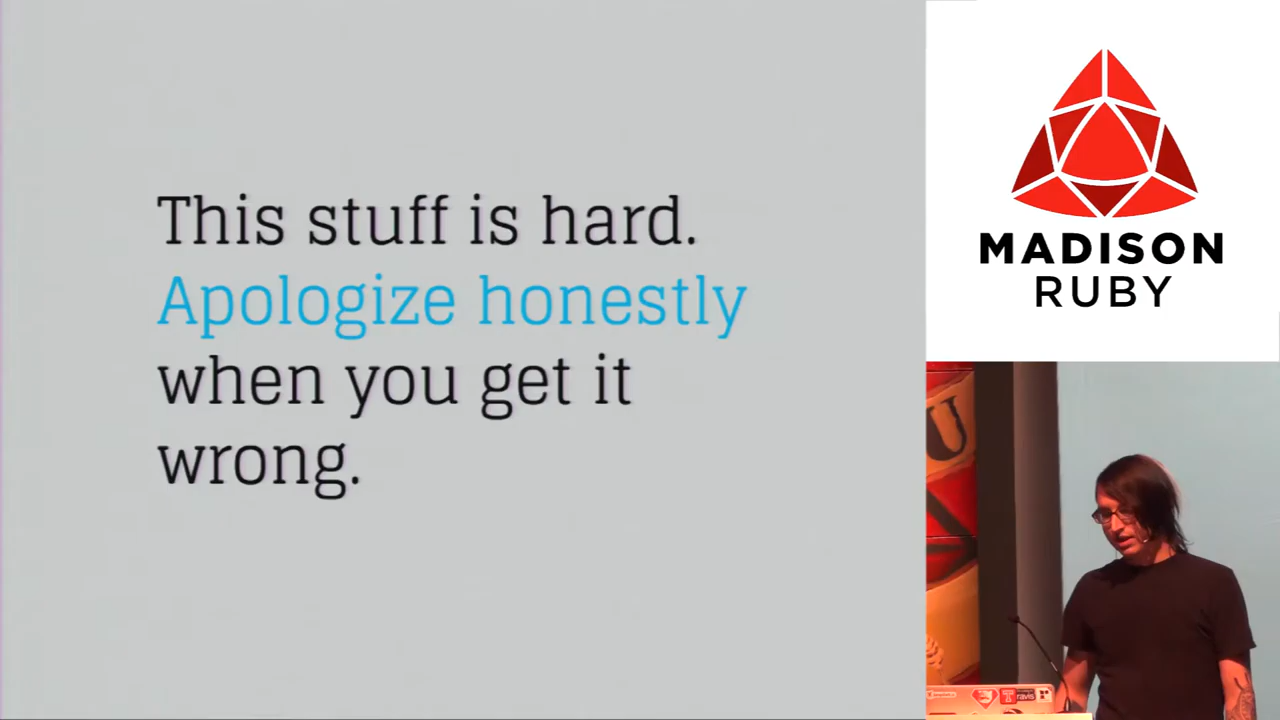 This stuff is hard.
Apologize honestly
when you get it
wrong.
MADISON
RUBY
U